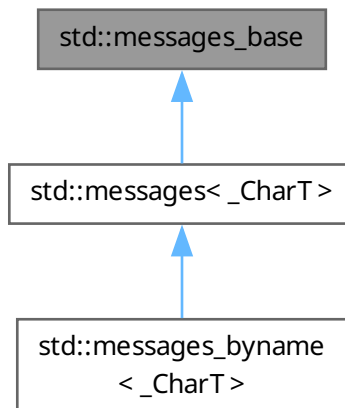 std::messages_base
std::messages< _CharT >
std::messages_byname
< _CharT >